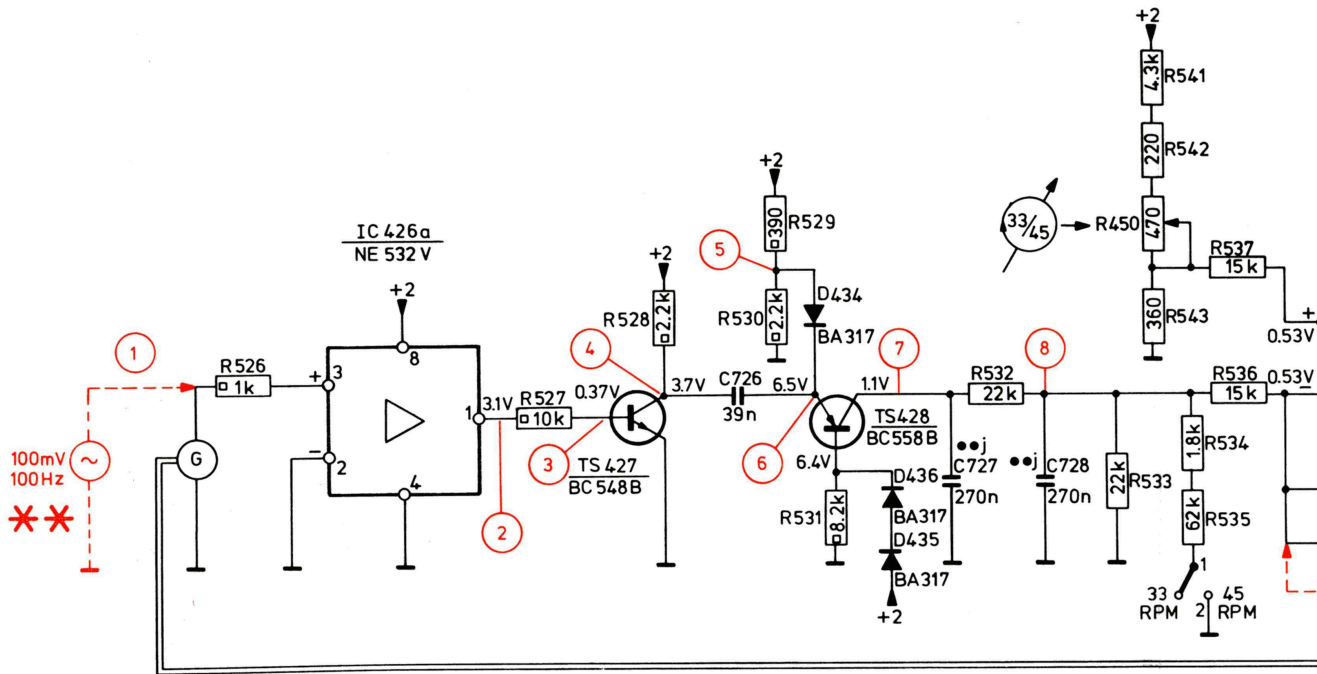 +2
4.3k
R541
220
R542
33/45
R450
470
R537
15k
360
R543
+
0.53V
+2
390
R529
5
R530
2.2k
D434
BA317
IC 426a
NE 532 V
+2
8
3
+
−
2
1
4
1
R526
1k
G
100mV
100Hz
~
3.1V
R527
10k
2
3
0.37V
TS 427
BC 548B
+2
R528
2.2k
4
3.7V
C726
39n
6.5V
6
1.1V
7
TS428
BC558B
6.4V
R531
8.2k
D436
BA317
D435
BA317
+2
R532
22k
8
j
C727
270n
j
C728
270n
22k
R533
1.8k
R534
62k
R535
R536
15k
0.53V
−
1
33
RPM
2
45
RPM